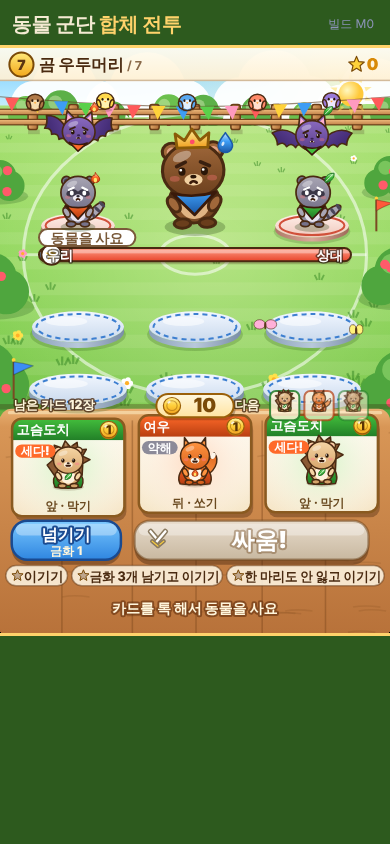 동물 군단 합체 전투
빌드 M0
7 곰 우두머리 / 7
0
동물을 사요
우리
상대
남은 카드 12장
10
다음
고슴도치 1
세다!
앞 · 막기
여우 1
약해
뒤 · 쏘기
고슴도치 1
세다!
앞 · 막기
넘기기
금화 1
싸움!
이기기
금화 3개 남기고 이기기
한 마리도 안 잃고 이기기
카드를 톡 해서 동물을 사요